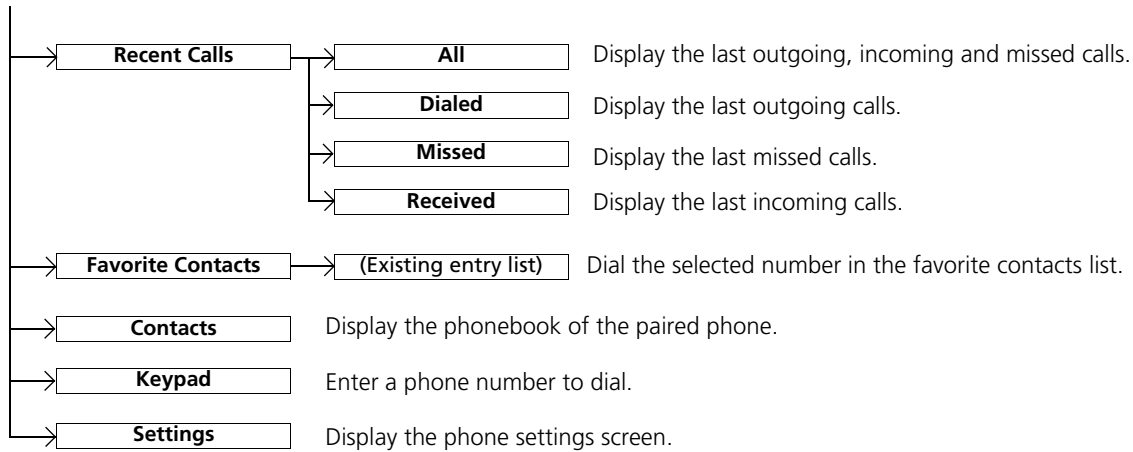 Recent Calls All Display the last outgoing, incoming and missed calls.
Dialed Display the last outgoing calls.
Missed Display the last missed calls.
Received Display the last incoming calls.
Favorite Contacts (Existing entry list) Dial the selected number in the favorite contacts list.
Contacts Display the phonebook of the paired phone.
Keypad Enter a phone number to dial.
Settings Display the phone settings screen.